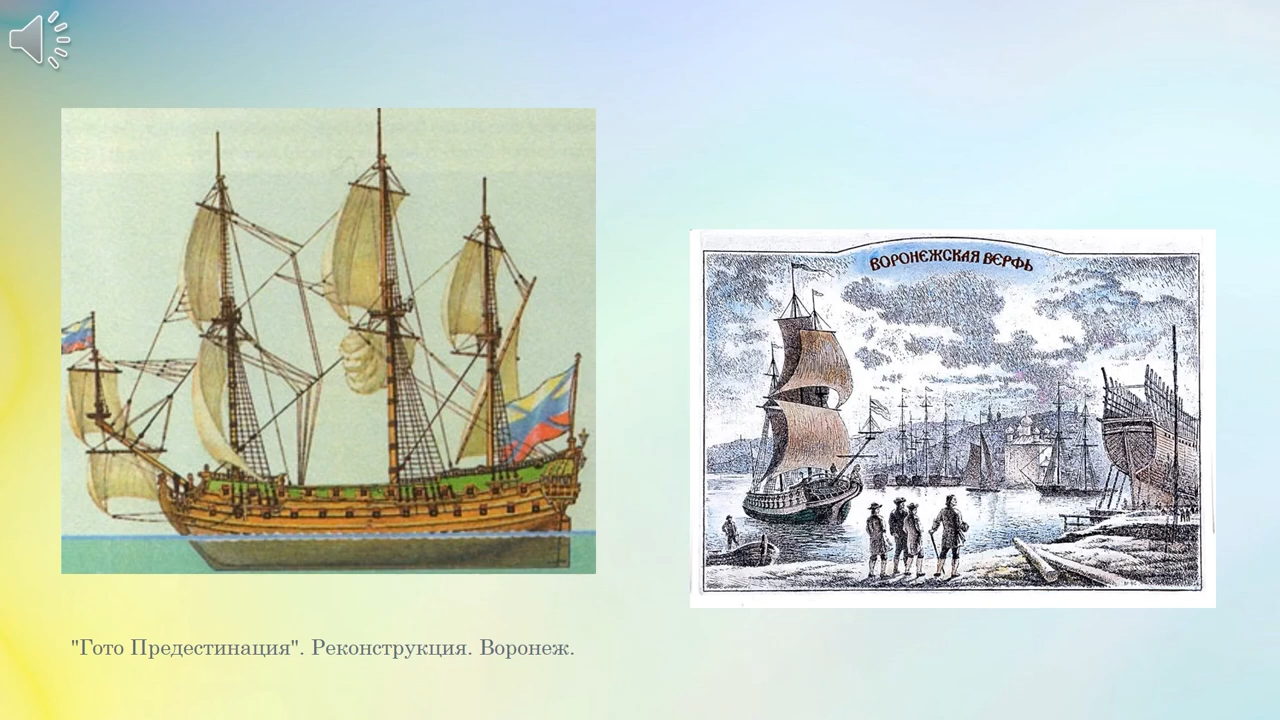 ВОРОНЕЖСКАЯ ВЕРФЬ
"Гото Предестинация". Реконструкция. Воронеж.